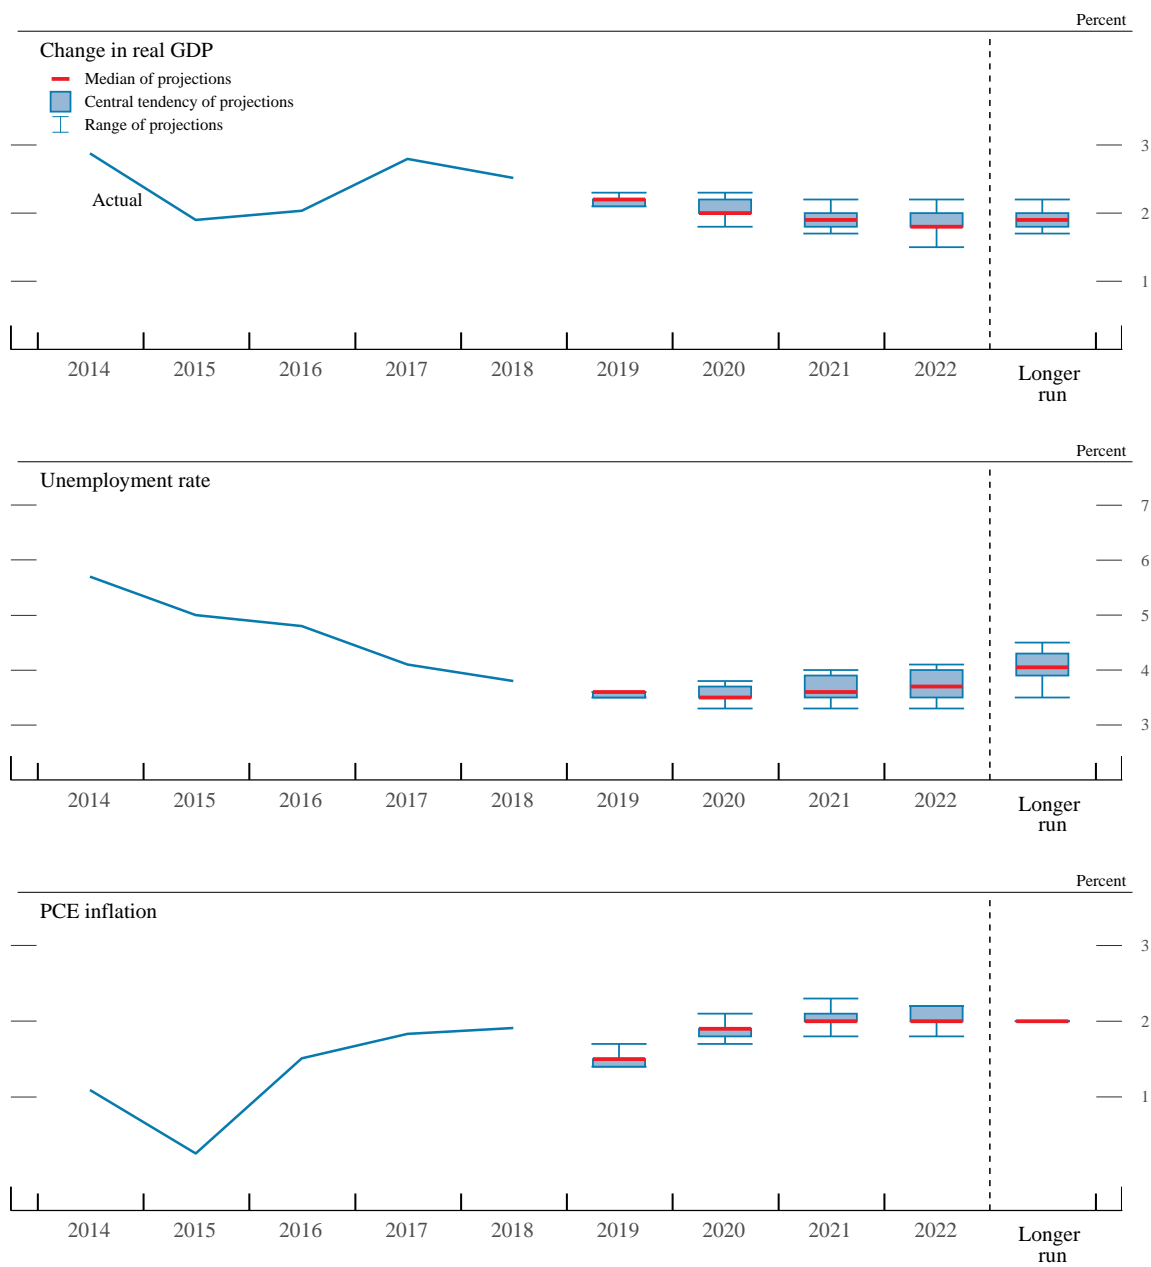 Percent
Change in real GDP
Median of projections
Central tendency of projections
Range of projections
Actual
3
2
1
2014 2015 2016 2017 2018 2019 2020 2021 2022 Longer
run
Percent
Unemployment rate
7
6
5
4
3
2014 2015 2016 2017 2018 2019 2020 2021 2022 Longer
run
Percent
PCE inflation
3
2
1
2014 2015 2016 2017 2018 2019 2020 2021 2022 Longer
run